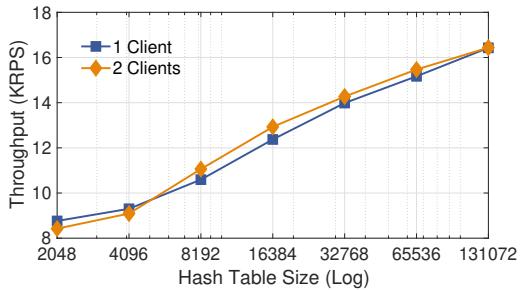 18
16
14
12
10
8
Throughput (KRPS)
1 Client
2 Clients
2048 4096 8192 16384 32768 65536 131072
Hash Table Size (Log)